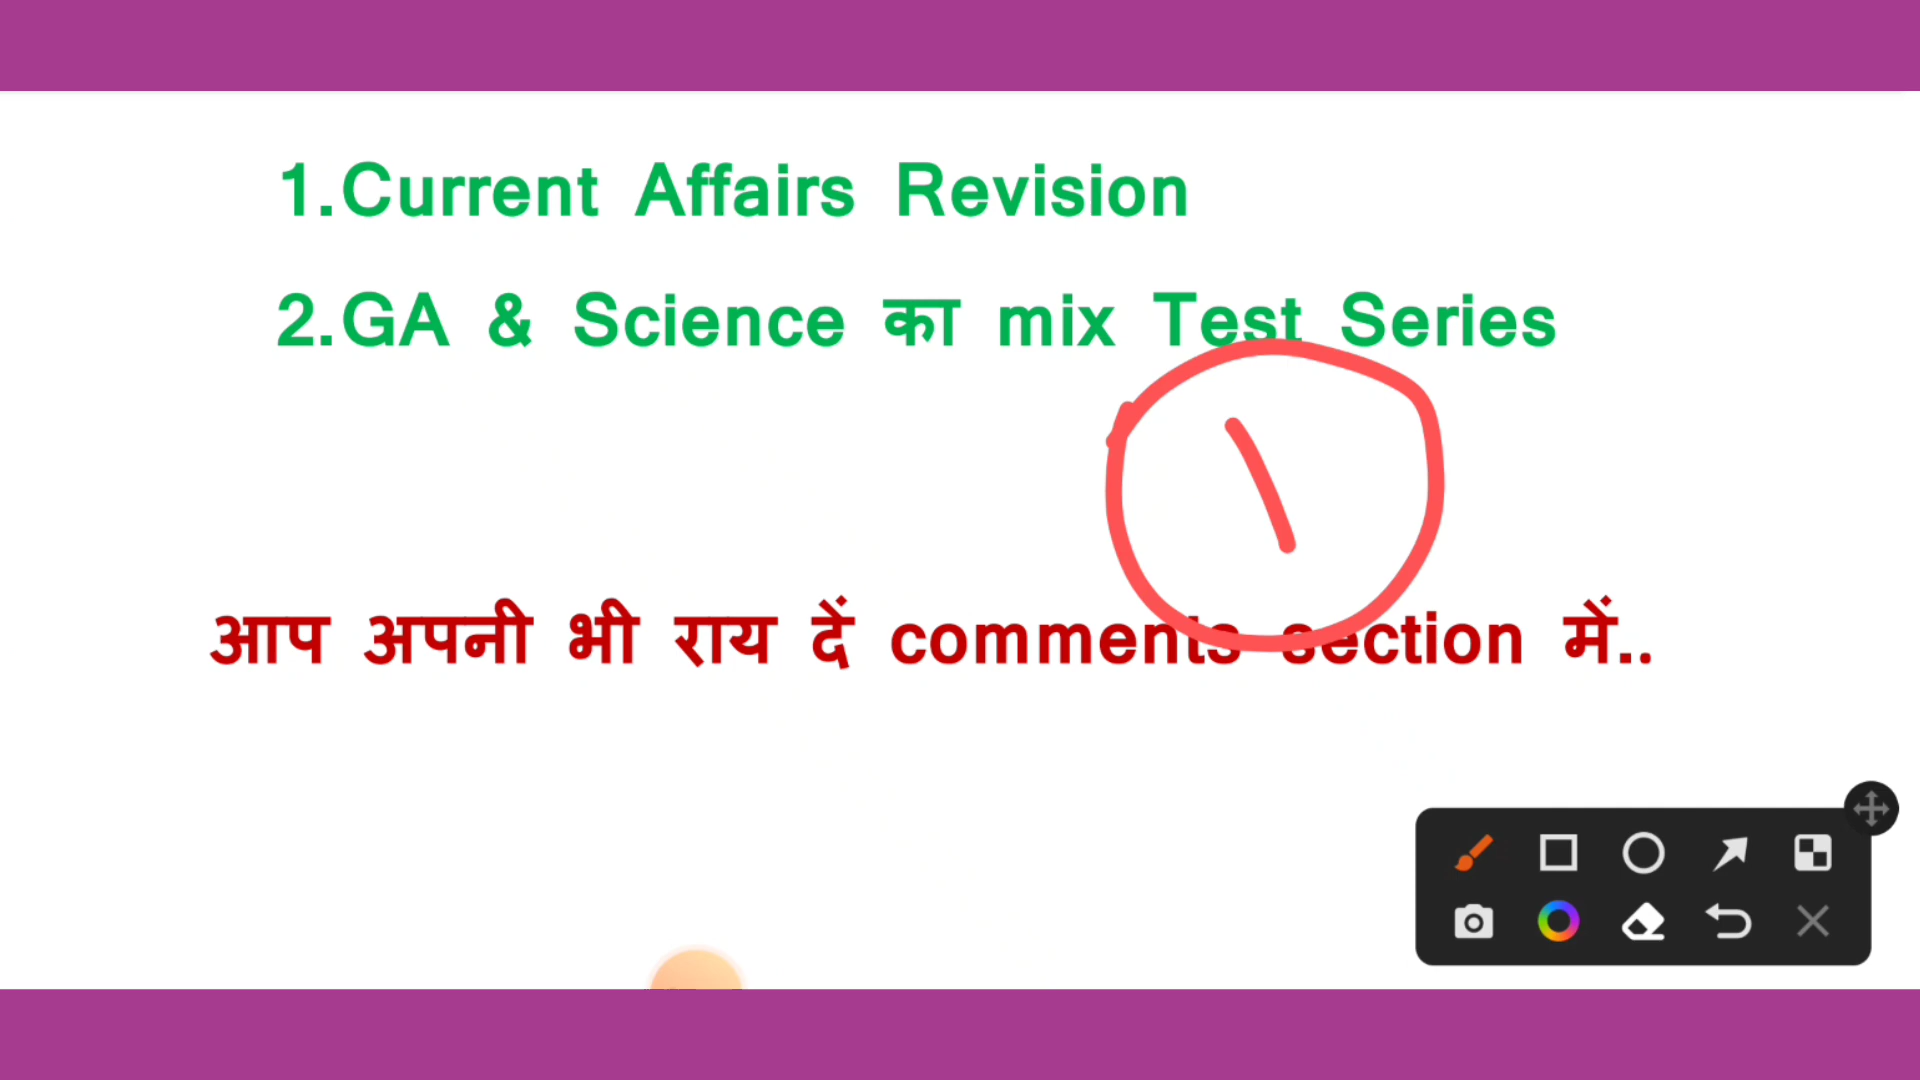 1.Current Affairs Revision
2.GA & Science का mix Test Series
आप अपनी भी राय दें comments section में..